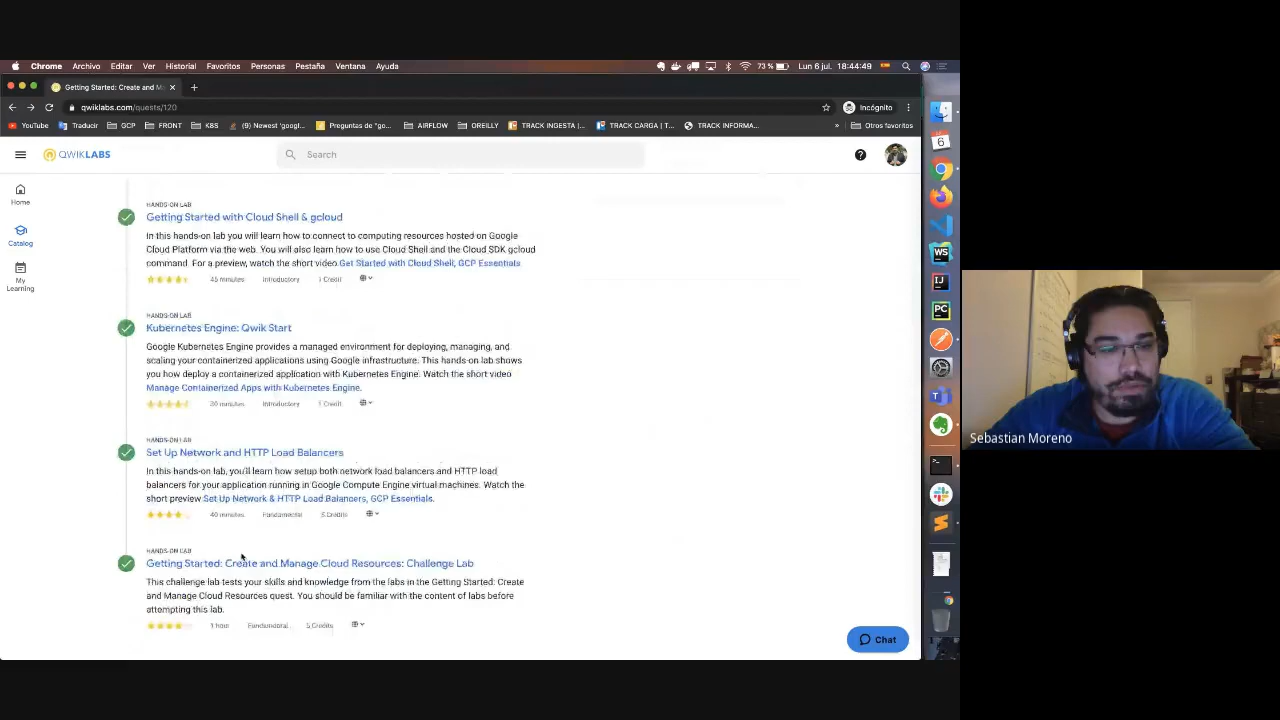 Chrome Archivo Editar Ver Historial Favoritos Personas Pestaña Ventana Ayuda 73 % Lun 6 jul. 18:44:49
Getting Started: Create and Ma
qwiklabs.com/quests/120 Incógnito
YouTube Traducir GCP FRONT K8S (9) Newest 'googl... Preguntas de "go... AIRFLOW OREILLY TRACK INGESTA [... TRACK CARGA | T... TRACK INFORMA... » Otros favoritos
QWIKLABS Search
Home
Catalog
My
Learning
HANDS-ON LAB
Getting Started with Cloud Shell & gcloud
In this hands-on lab you will learn how to connect to computing resources hosted on Google
Cloud Platform via the web. You will also learn how to use Cloud Shell and the Cloud SDK gcloud
command. For a preview, watch the short video Get Started with Cloud Shell, GCP Essentials
45 minutes Introductory 1 Credit
HANDS-ON LAB
Kubernetes Engine: Qwik Start
Google Kubernetes Engine provides a managed environment for deploying, managing, and
scaling your containerized applications using Google infrastructure. This hands-on lab shows
you how deploy a containerized application with Kubernetes Engine. Watch the short video
Manage Containerized Apps with Kubernetes Engine.
30 minutes Introductory 1 Credit
HANDS-ON LAB
Set Up Network and HTTP Load Balancers
In this hands-on lab, you'll learn how setup both network load balancers and HTTP load
balancers for your application running in Google Compute Engine virtual machines. Watch the
short preview Set Up Network & HTTP Load Balancers, GCP Essentials.
40 minutes Fundamental 5 Credits
HANDS-ON LAB
Getting Started: Create and Manage Cloud Resources: Challenge Lab
This challenge lab tests your skills and knowledge from the labs in the Getting Started: Create
and Manage Cloud Resources quest. You should be familiar with the content of labs before
attempting this lab.
1 hour Fundamental 5 Credits
Chat
6
WS
IJ
PC
Sebastian Moreno